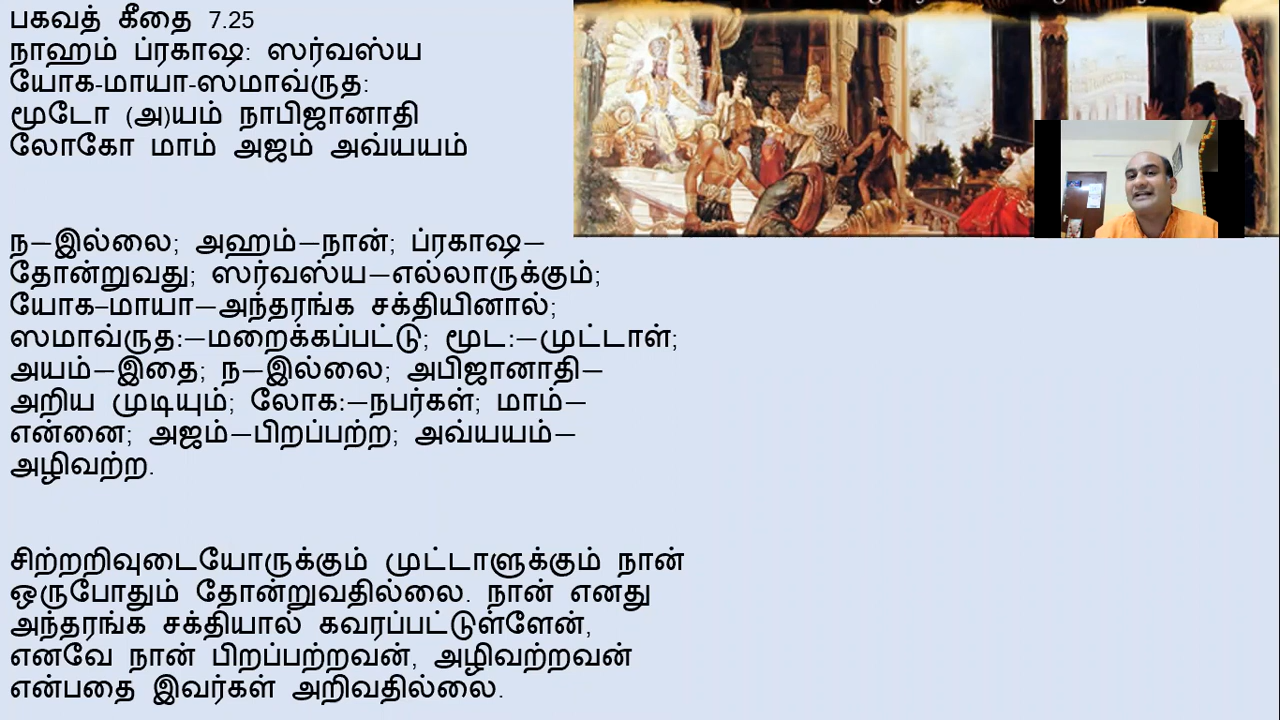 பகவத் கீதை 7.25
நாஹம் ப்ரகாஷ: ஸர்வஸ்ய
யோக-மாயா-ஸமாவ்ருத:
மூடோ (அ)யம் நாபிஜானாதி
லோகோ மாம் அஜம் அவ்யயம்
ந—இல்லை; அஹம்—நான்; ப்ரகாஷ—
தோன்றுவது; ஸர்வஸ்ய—எல்லாருக்கும்;
யோக–மாயா—அந்தரங்க சக்தியினால்;
ஸமாவ்ருத:—மறைக்கப்பட்டு; மூட:—முட்டாள்;
அயம்—இதை; ந—இல்லை; அபிஜானாதி—
அறிய முடியும்; லோக:—நபர்கள்; மாம்—
என்னை; அஜம்—பிறப்பற்ற; அவ்யயம்—
அழிவற்ற.
சிற்றறிவுடையோருக்கும் முட்டாளுக்கும் நான்
ஒருபோதும் தோன்றுவதில்லை. நான் எனது
அந்தரங்க சக்தியால் கவரப்பட்டுள்ளேன்,
எனவே நான் பிறப்பற்றவன், அழிவற்றவன்
என்பதை இவர்கள் அறிவதில்லை.